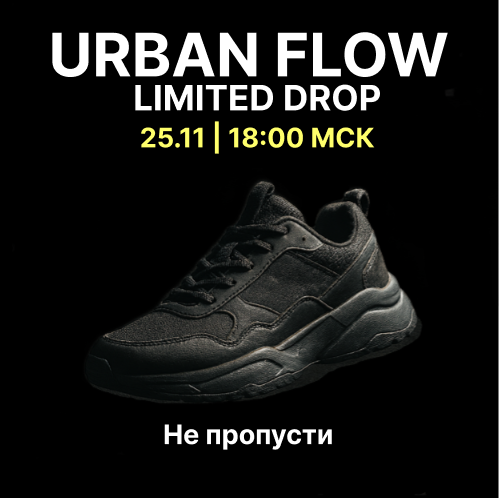 URBAN FLOW
LIMITED DROP
25.11 | 18:00 МСК
Не пропусти